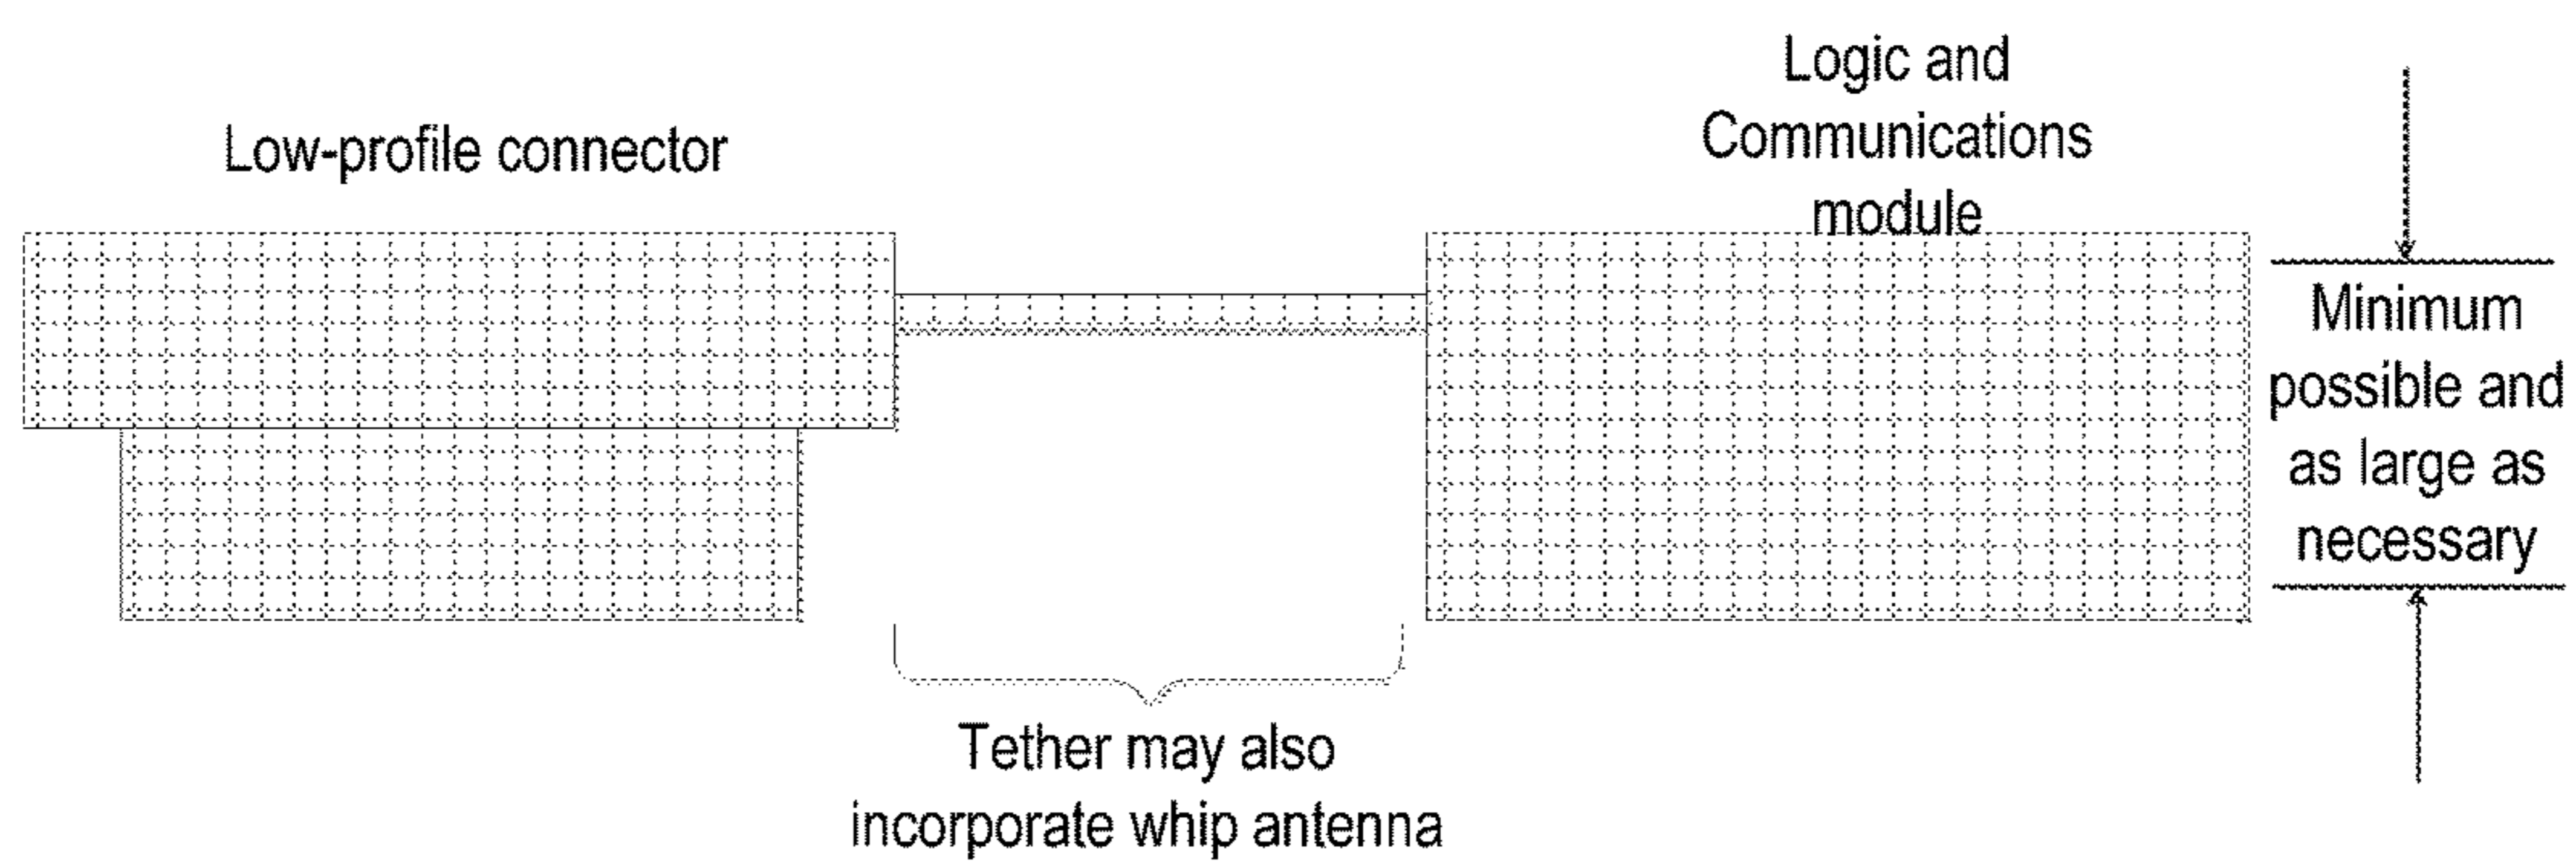 Low-profile connector
Logic and
Communications
module
Minimum
possible and
as large as
necessary
Tether may also
incorporate whip antenna